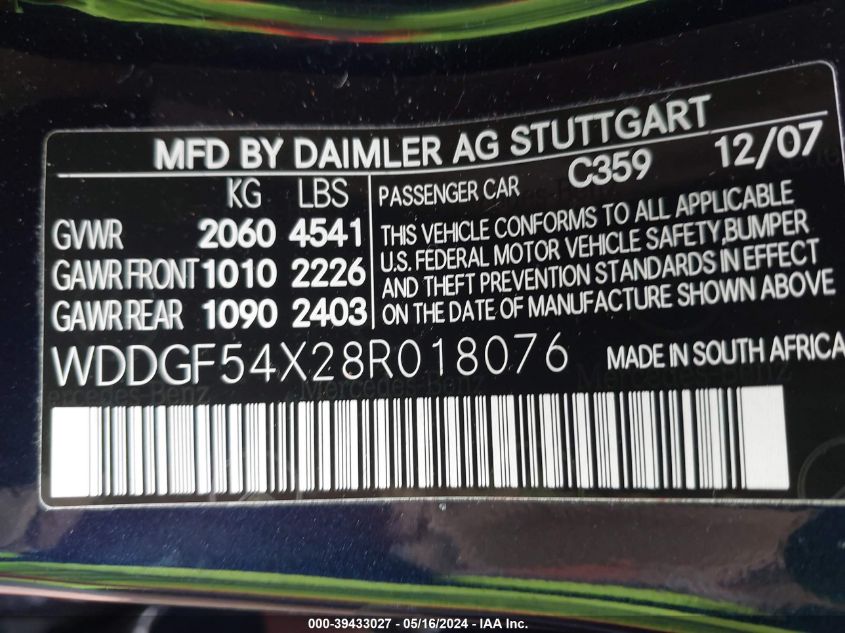 MFD BY DAIMLER AG STUTTGART
C359 12/07
KG LBS
GVWR 2060 4541
GAWR FRONT 1010 2226
GAWR REAR 1090 2403
PASSENGER CAR
THIS VEHICLE CONFORMS TO ALL APPLICABLE
U.S. FEDERAL MOTOR VEHICLE SAFETY,BUMPER
AND THEFT PREVENTION STANDARDS IN EFFECT
ON THE DATE OF MANUFACTURE SHOWN ABOVE
WDDGF54X28R018076 MADE IN SOUTH AFRICA
000-39433027 - 05/16/2024 - IAA, Inc.